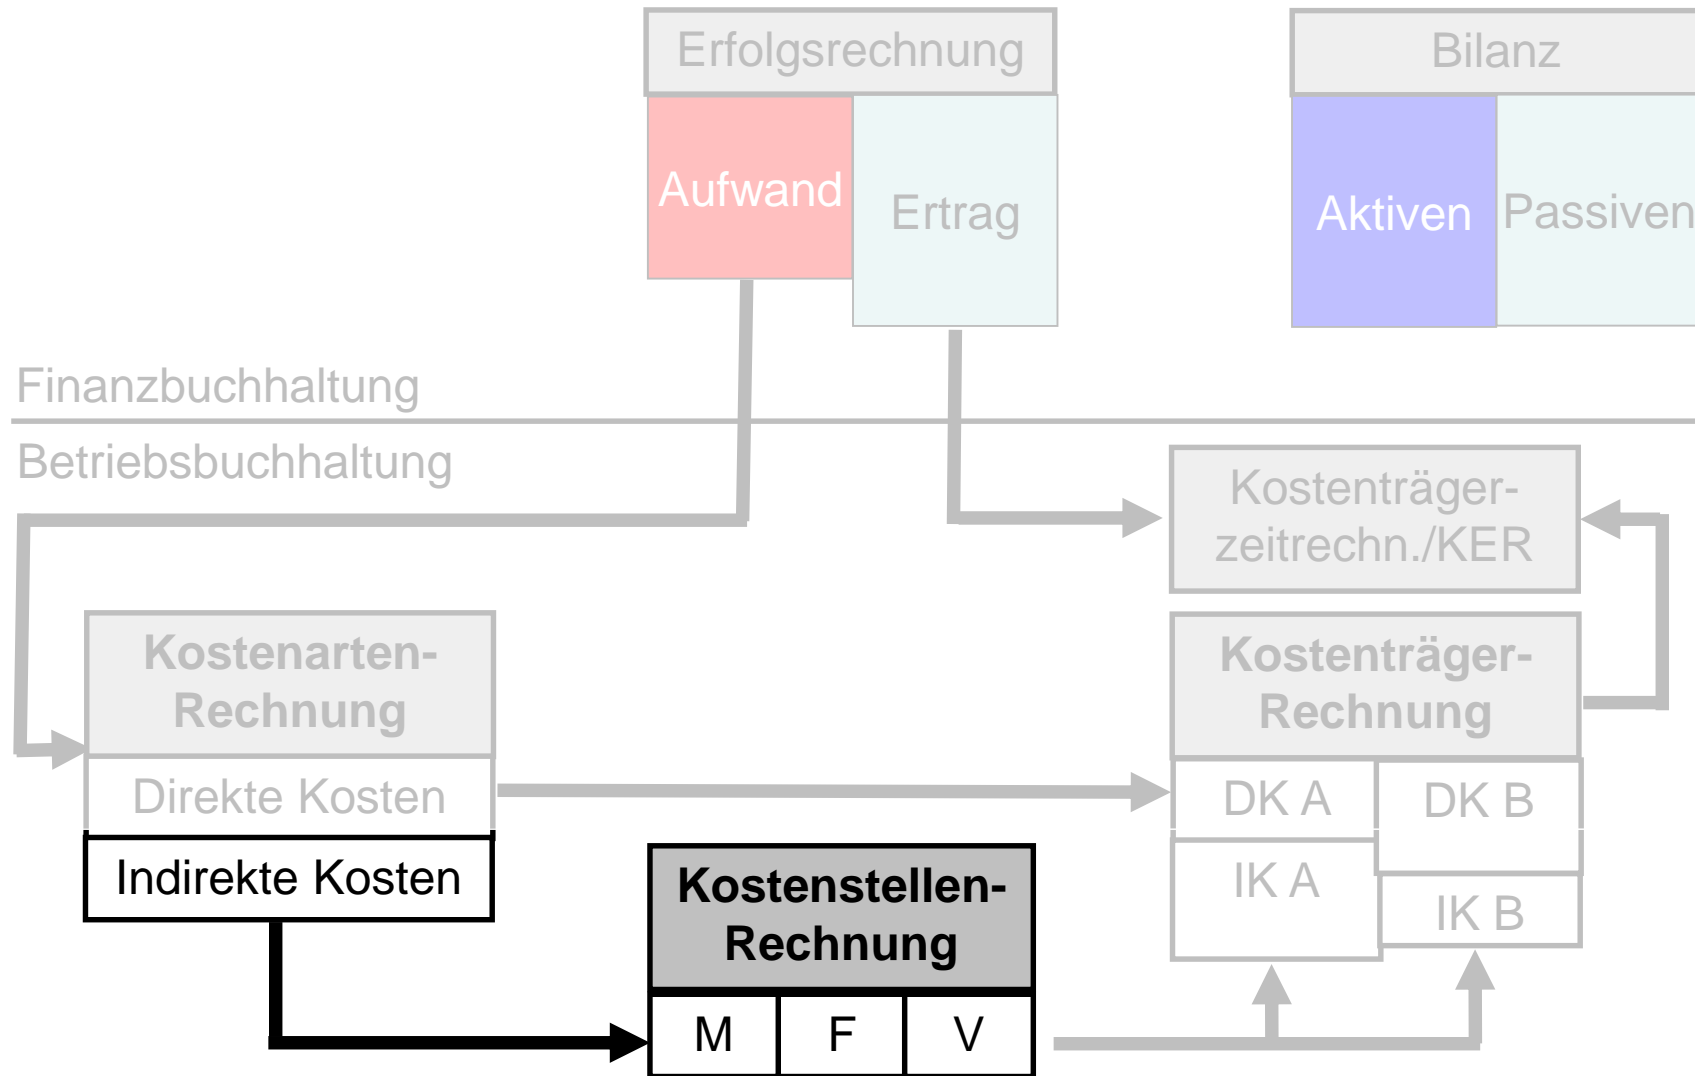 Erfolgsrechnung
Bilanz
Aufwand
Ertrag
Aktiven
Passiven
Finanzbuchhaltung
Betriebsbuchhaltung
Kostenträger-
zeitrechn./KER
Kostenarten-
Rechnung
Direkte Kosten
Indirekte Kosten
Kostenstellen-
Rechnung
M
F
V
Kostenträger-
Rechnung
DK A
DK B
IK A
IK B